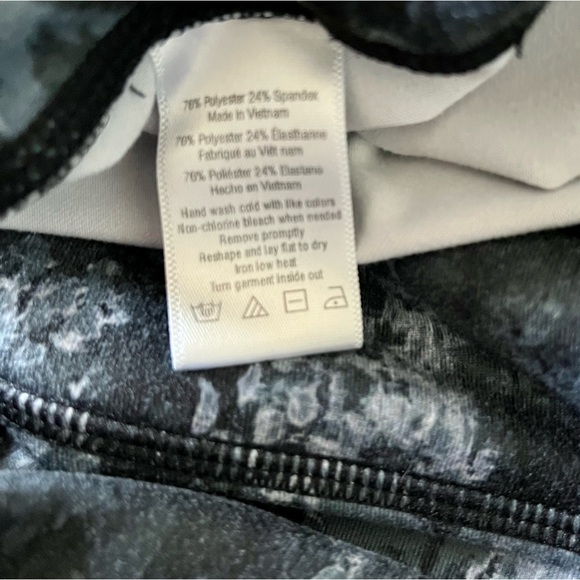 76% Polyester 24% Spandex
Made in Vietnam
76% Polyester 24% Élasthanne
Fabriqué au Viêt nam
76% Poliéster 24% Elastano
Hecho en Vietnam
Hand wash cold with like colors
Non-chlorine bleach when needed
Remove promptly
Reshape and lay flat to dry
Iron low heat
Turn garment inside out